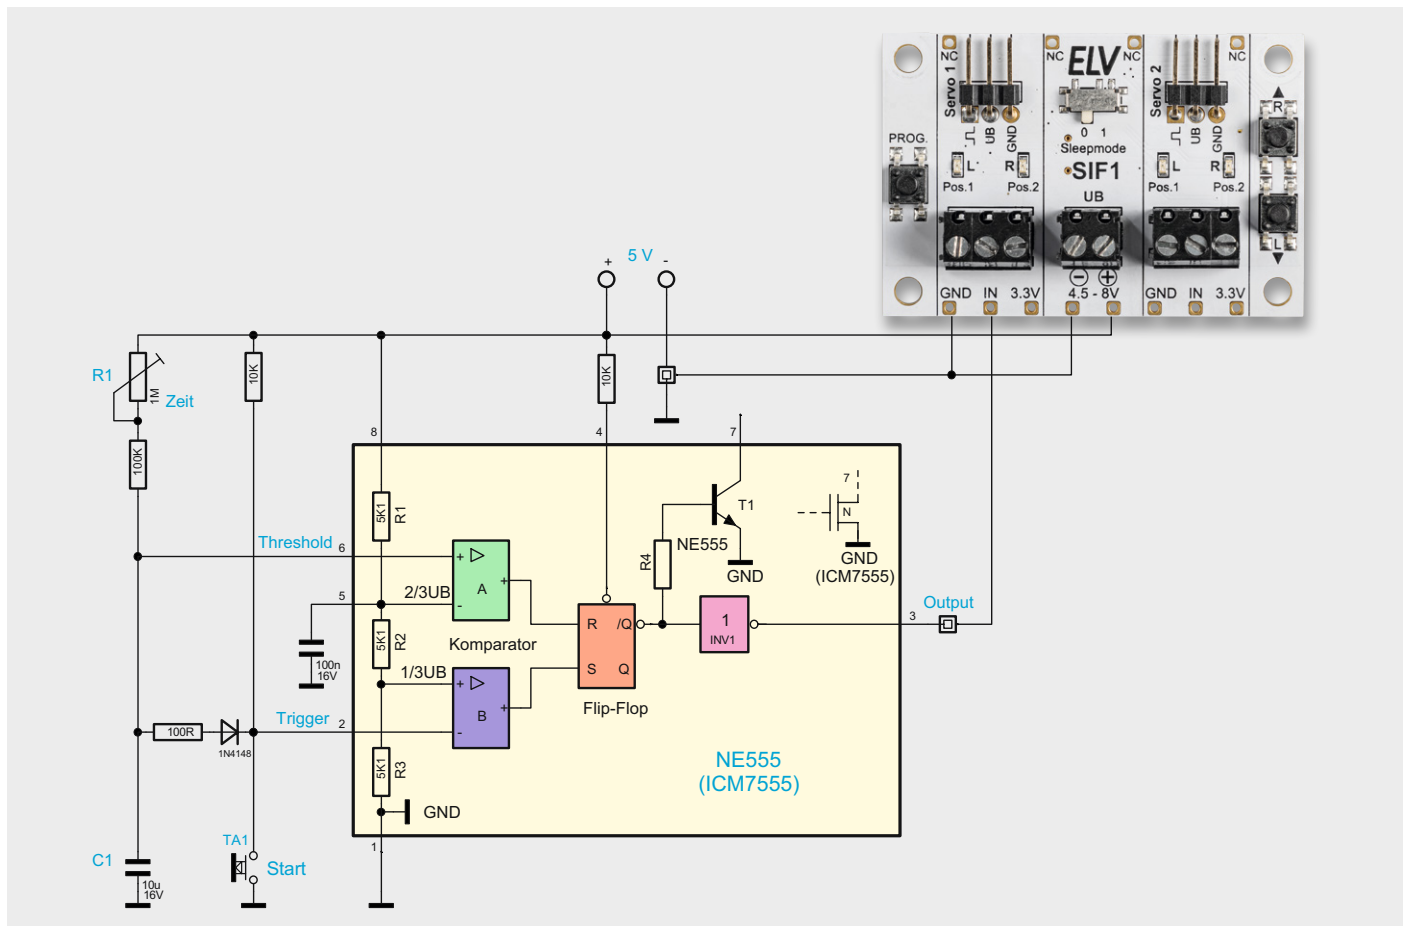 NC
NC
ELV
NC
NC
Servo 1
Servo 2
UB
GND
0 1
Sleepmode
UB
GND
R
PROG.
L
R
SIF1
L
R
Pos.1
Pos.2
Pos.1
Pos.2
UB
L
GND
IN
3.3V
4.5 - 8V
GND
IN
3.3V
+
5 V
-
R1
1M
Zeit
10K
10K
100K
8
4
7
5K1
R1
T1
7
N
NE555
R4
GND
GND
(ICM7555)
Threshold
6
+
A
+
-
2/3UB
5
Komparator
100n
16V
5K1
R2
R
/Q
S
Q
Flip-Flop
1
INV1
3
Output
1/3UB
+
B
+
-
Trigger
2
100R
1N4148
5K1
R3
GND
NE555
(ICM7555)
1
TA1
Start
C1
10u
16V